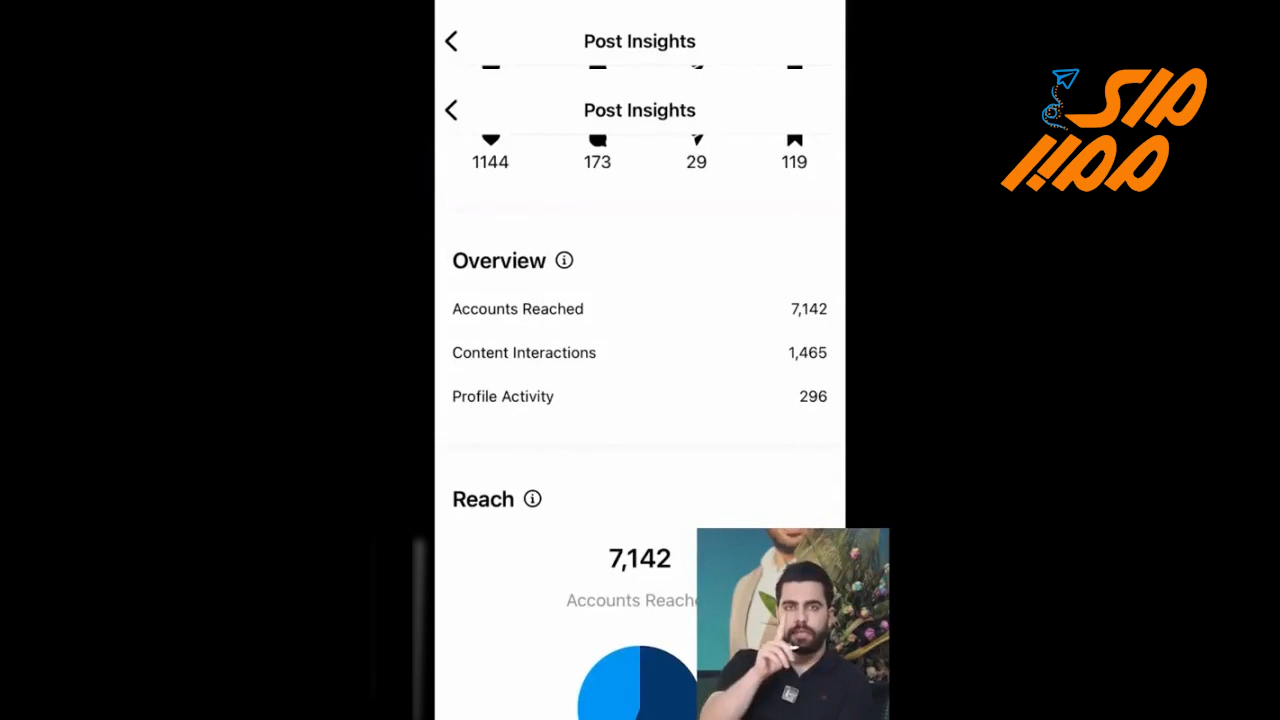 Post Insights
Post Insights
1144 173 29 119
Overview
Accounts Reached 7,142
Content Interactions 1,465
Profile Activity 296
Reach
7,142
Accounts